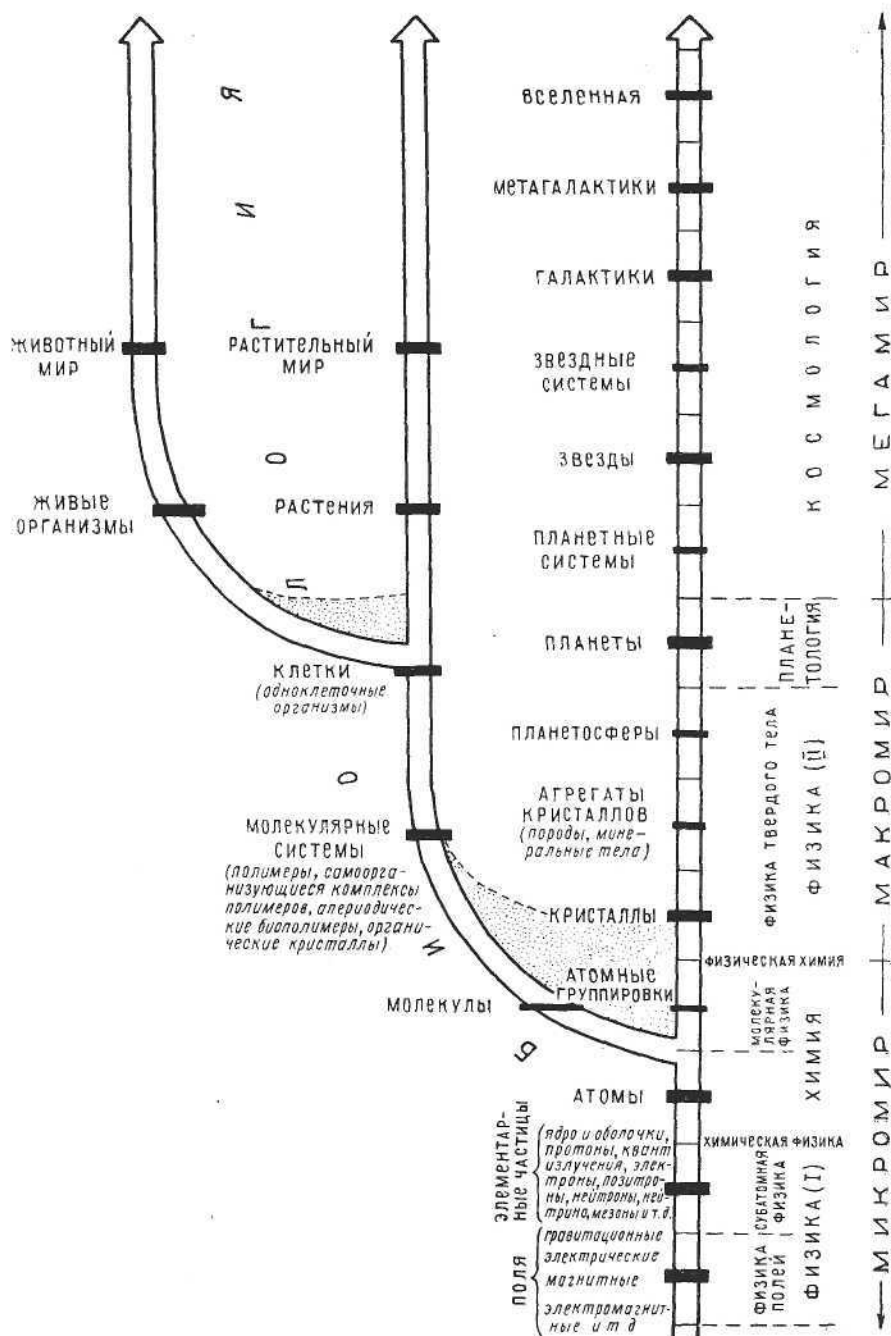 ВСЕЛЕННАЯ
МЕТАГАЛАКТИКИ
ГАЛАКТИКИ
ЗВЕЗДНЫЕ
СИСТЕМЫ
ЗВЕЗДЫ
ПЛАНЕТНЫЕ
СИСТЕМЫ
ПЛАНЕТЫ
ПЛАНЕТОСФЕРЫ
АГРЕГАТЫ
КРИСТАЛЛОВ
(породы, мине-
ральные тела)
КРИСТАЛЛЫ
АТОМНЫЕ
ГРУППИРОВКИ
АТОМЫ
ЭЛЕМЕНТАР-
НЫЕ ЧАСТИЦЫ
ядро и оболочки,
протоны, квант
излучения, элек-
троны, позитро-
ны, нейтроны, ней-
трино, мезоны и т.д.
ПОЛЯ
гравитационные
электрические
магнитные
электромагнит-
ные и т д
ЖИВОТНЫЙ
МИР
РАСТИТЕЛЬНЫЙ
МИР
ЖИВЫЕ
ОРГАНИЗМЫ
РАСТЕНИЯ
КЛЕТКИ
(одноклеточные
организмы)
МОЛЕКУЛЯРНЫЕ
СИСТЕМЫ
(полимеры, самоорга-
низующиеся комплексы
полимеров, апериодичес-
кие биополимеры, органи-
ческие кристаллы)
МОЛЕКУЛЫ
БИОЛОГИЯ
КОСМОЛОГИЯ
ПЛАНЕ-
ТОЛОГИЯ
ФИЗИКА ТВЕРДОГО ТЕЛА
ФИЗИКА (II)
ФИЗИЧЕСКАЯ ХИМИЯ
МОЛЕКУ-
ЛЯРНАЯ
ФИЗИКА
ХИМИЯ
ХИМИЧЕСКАЯ ФИЗИКА
СУБАТОМНАЯ
ФИЗИКА
ФИЗИКА
ПОЛЕЙ
ФИЗИКА (I)
МЕГАМИР
МАКРОМИР
МИКРОМИР